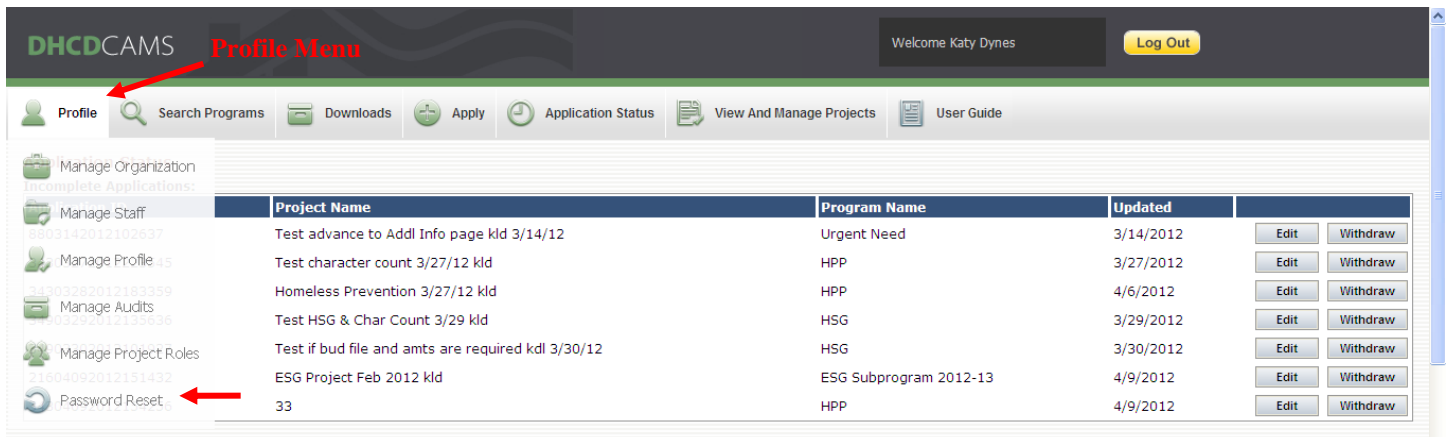 DHCDCAMS Profile Menu Welcome Katy Dynes Log Out
Profile Search Programs Downloads Apply Application Status View And Manage Projects User Guide
Manage Organization
Incomplete Applications:
Manage Staff Project Name Program Name Updated
8803142012102637 Test advance to Addl Info page kld 3/14/12 Urgent Need 3/14/2012 Edit Withdraw
Manage Profile Test character count 3/27/12 kld HPP 3/27/2012 Edit Withdraw
34303282012183359 Homeless Prevention 3/27/12 kld HPP 4/6/2012 Edit Withdraw
Manage Audits
Test HSG & Char Count 3/29 kld HSG 3/29/2012 Edit Withdraw
Manage Project Roles Test if bud file and amts are required kdl 3/30/12 HSG 3/30/2012 Edit Withdraw
21604092012151432 ESG Project Feb 2012 kld ESG Subprogram 2012-13 4/9/2012 Edit Withdraw
Password Reset 33 HPP 4/9/2012 Edit Withdraw